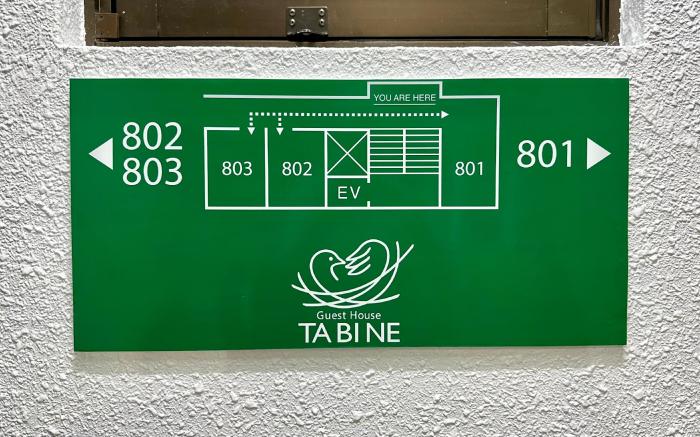 802
803
YOU ARE HERE
803
802
801
EV
801
Guest House
TABINE